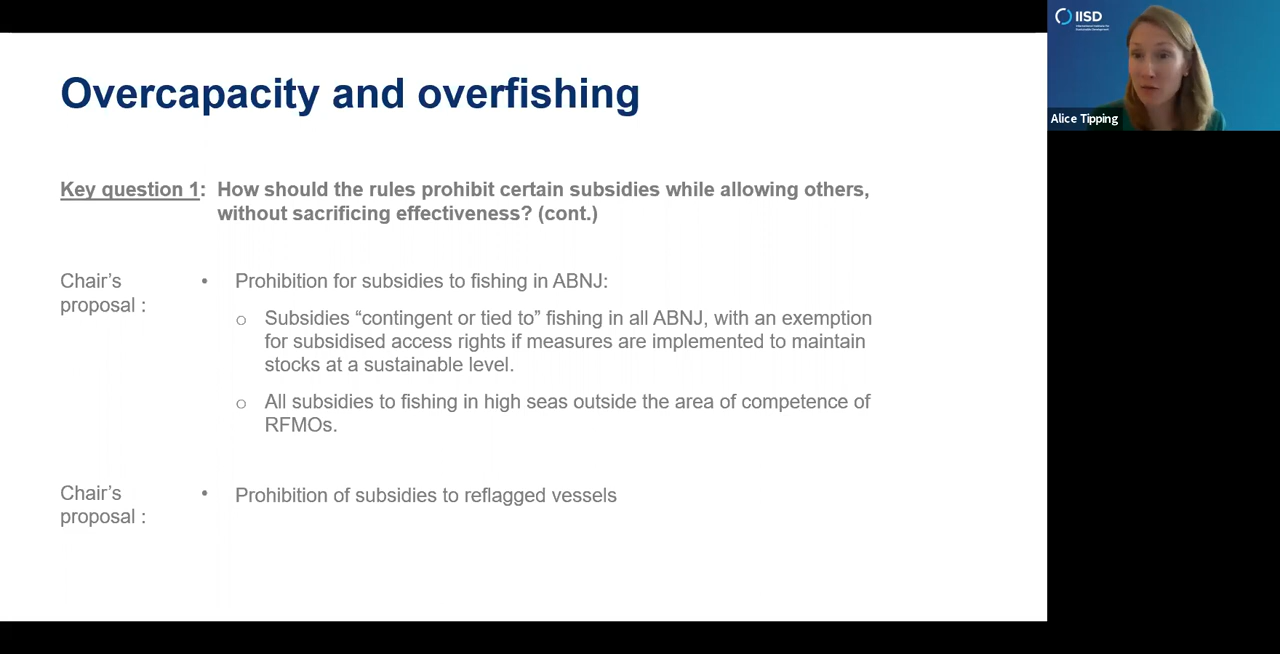 IISD
Alice Tipping
Overcapacity and overfishing
Key question 1: How should the rules prohibit certain subsidies while allowing others,
without sacrificing effectiveness? (cont.)
Chair’s
proposal :
• Prohibition for subsidies to fishing in ABNJ:
o Subsidies “contingent or tied to” fishing in all ABNJ, with an exemption
for subsidised access rights if measures are implemented to maintain
stocks at a sustainable level.
o All subsidies to fishing in high seas outside the area of competence of
RFMOs.
Chair’s
proposal :
• Prohibition of subsidies to reflagged vessels